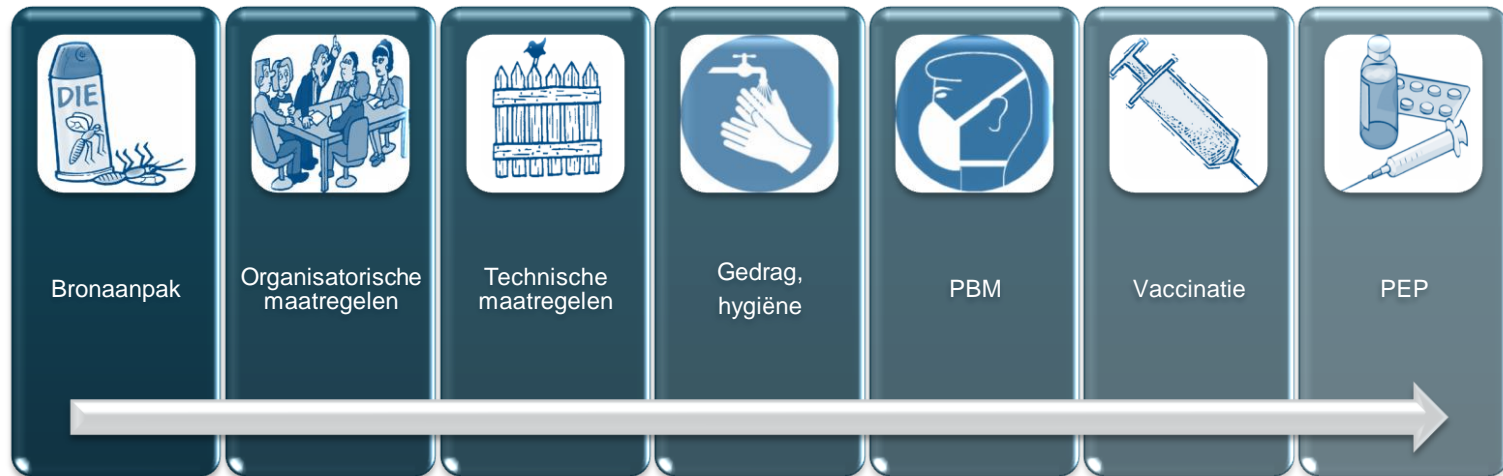 DIE
Bronaanpak
Organisatorische
maatregelen
Technische
maatregelen
Gedrag,
hygiëne
PBM
Vaccinatie
PEP